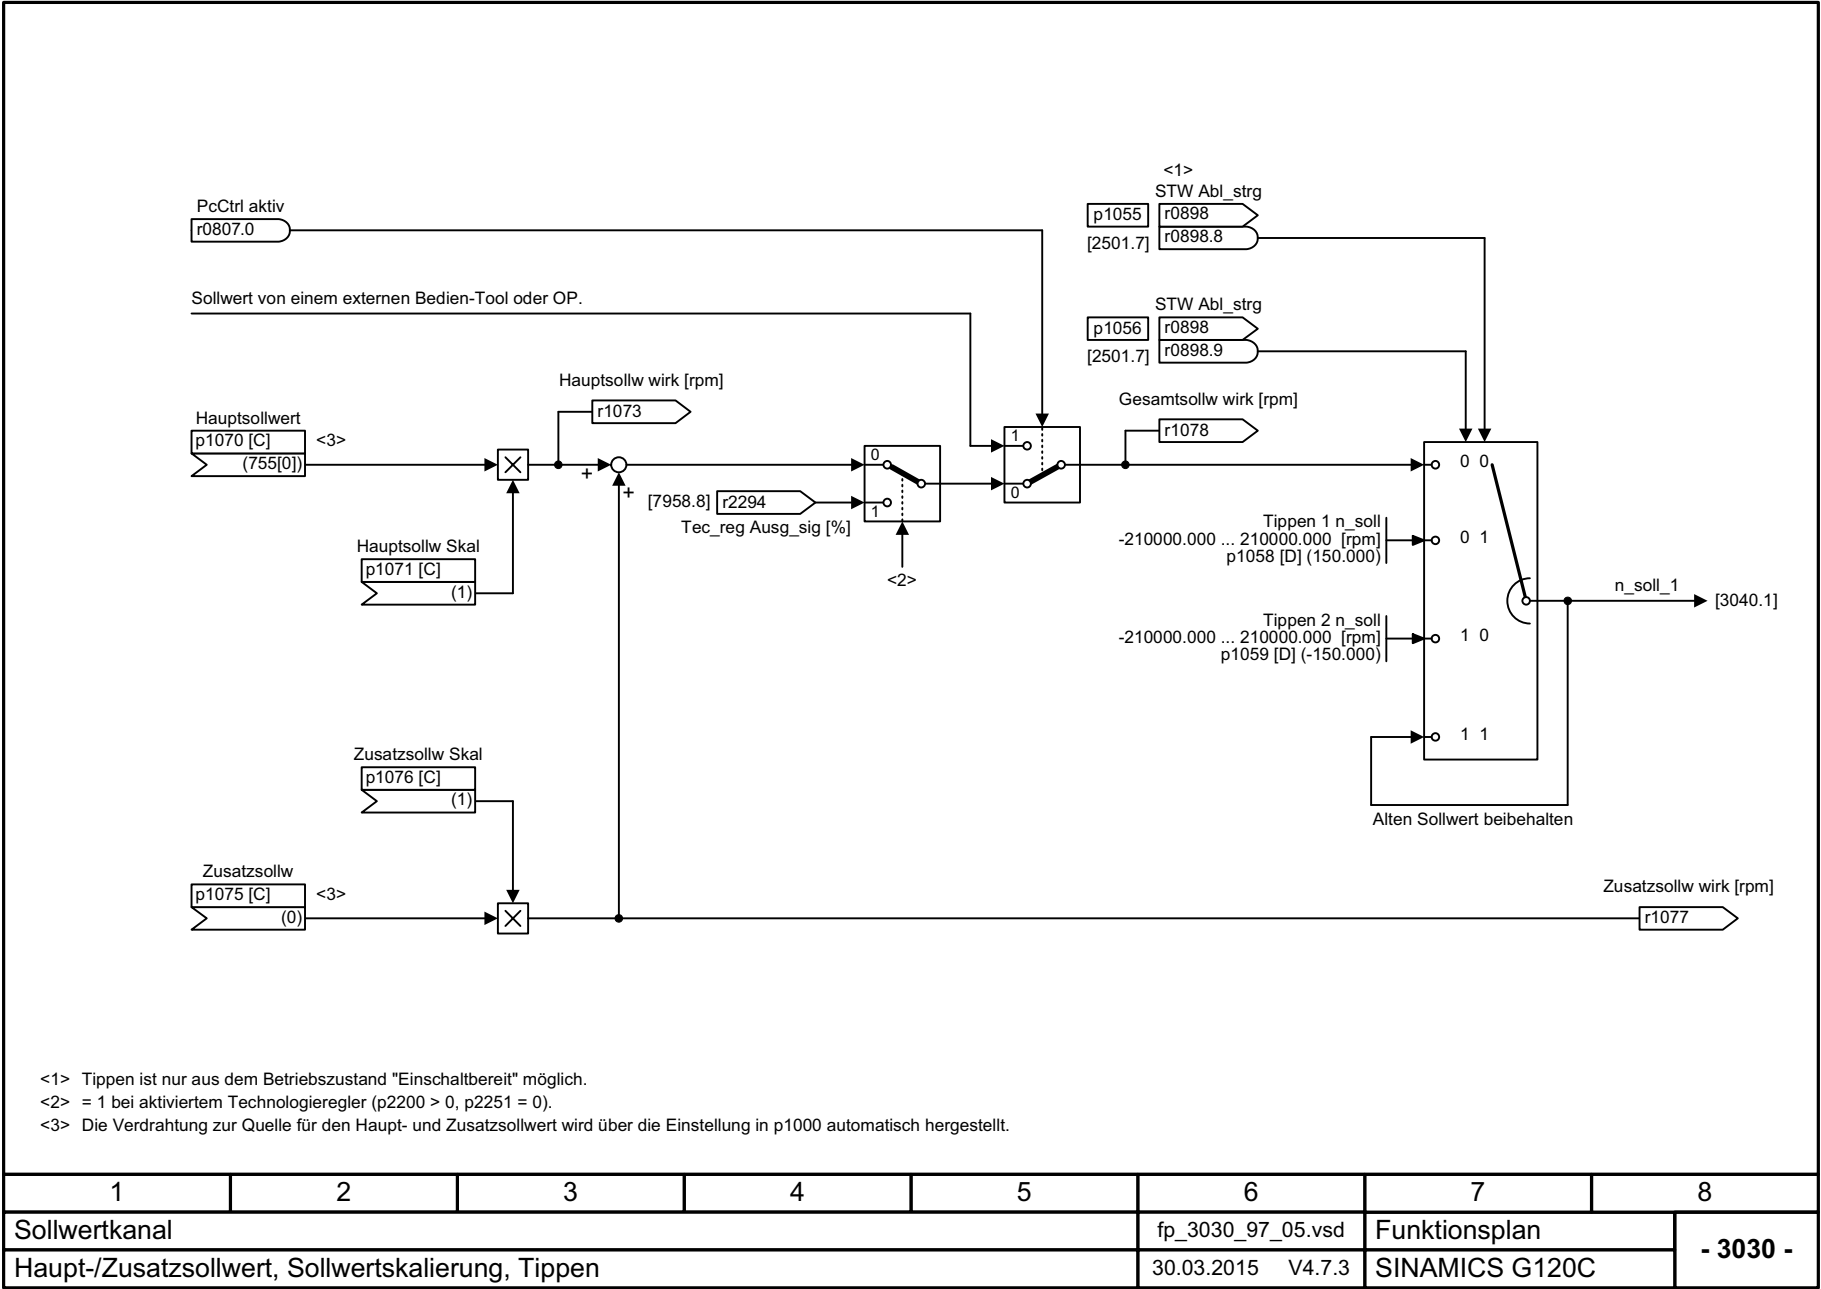 <1>
STW Abl_strg
PcCtrl aktiv
p1055 r0898
r0807.0
[2501.7] r0898.8
Sollwert von einem externen Bedien-Tool oder OP.
STW Abl_strg
p1056 r0898
[2501.7] r0898.9
Hauptsollw wirk [rpm]
r1073
Gesamtsollw wirk [rpm]
r1078
Hauptsollwert
p1070 [C] <3>
(755[0])
+
+
0
1
[7958.8] r2294
Tec_reg Ausg_sig [%]
<2>
1
0
0 0
Hauptsollw Skal
p1071 [C]
(1)
Tippen 1 n_soll
-210000.000 ... 210000.000 [rpm] 0 1
p1058 [D] (150.000)
n_soll_1 [3040.1]
Tippen 2 n_soll
-210000.000 ... 210000.000 [rpm] 1 0
p1059 [D] (-150.000)
1 1
Alten Sollwert beibehalten
Zusatzsollw Skal
p1076 [C]
(1)
Zusatzsollw
p1075 [C] <3>
(0)
Zusatzsollw wirk [rpm]
r1077
<1> Tippen ist nur aus dem Betriebszustand "Einschaltbereit" möglich.
<2> = 1 bei aktiviertem Technologieregler (p2200 > 0, p2251 = 0).
<3> Die Verdrahtung zur Quelle für den Haupt- und Zusatzsollwert wird über die Einstellung in p1000 automatisch hergestellt.
1 2 3 4 5 6 7 8
Sollwertkanal fp_3030_97_05.vsd Funktionsplan - 3030 -
Haupt-/Zusatzsollwert, Sollwertskalierung, Tippen 30.03.2015 V4.7.3 SINAMICS G120C